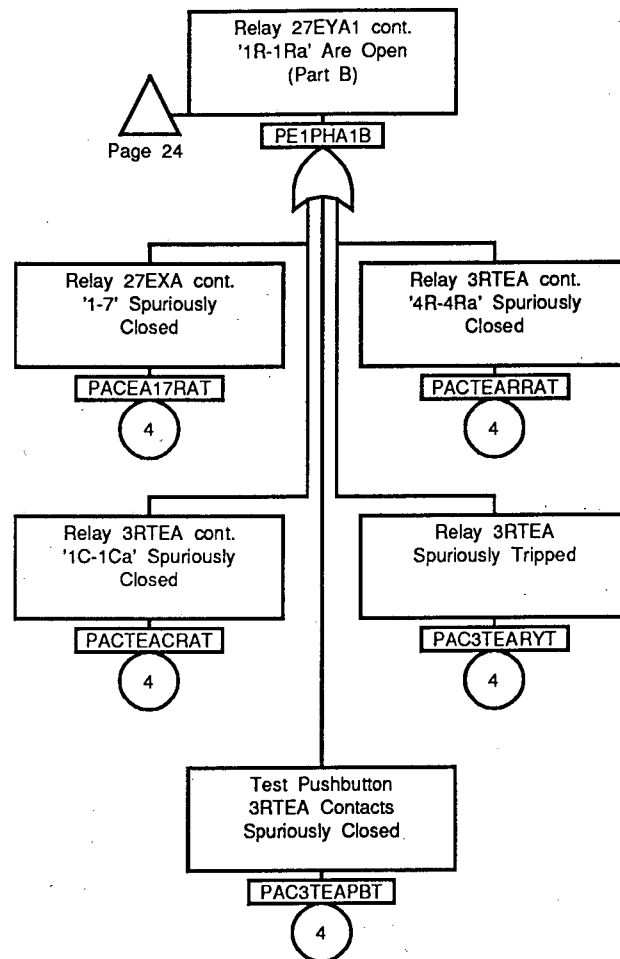 Relay 27EYA1 cont.
'1R-1Ra' Are Open
(Part B)
Page 24
PE1PHA1B
Relay 27EXA cont.
'1-7' Spuriously
Closed
PACEA17RAT
4
Relay 3RTEA cont.
'4R-4Ra' Spuriously
Closed
PACTEARRAT
4
Relay 3RTEA cont.
'1C-1Ca' Spuriously
Closed
PACTEACRAT
4
Relay 3RTEA
Spuriously Tripped
PAC3TEARYT
4
Test Pushbutton
3RTEA Contacts
Spuriously Closed
PAC3TEAPBT
4